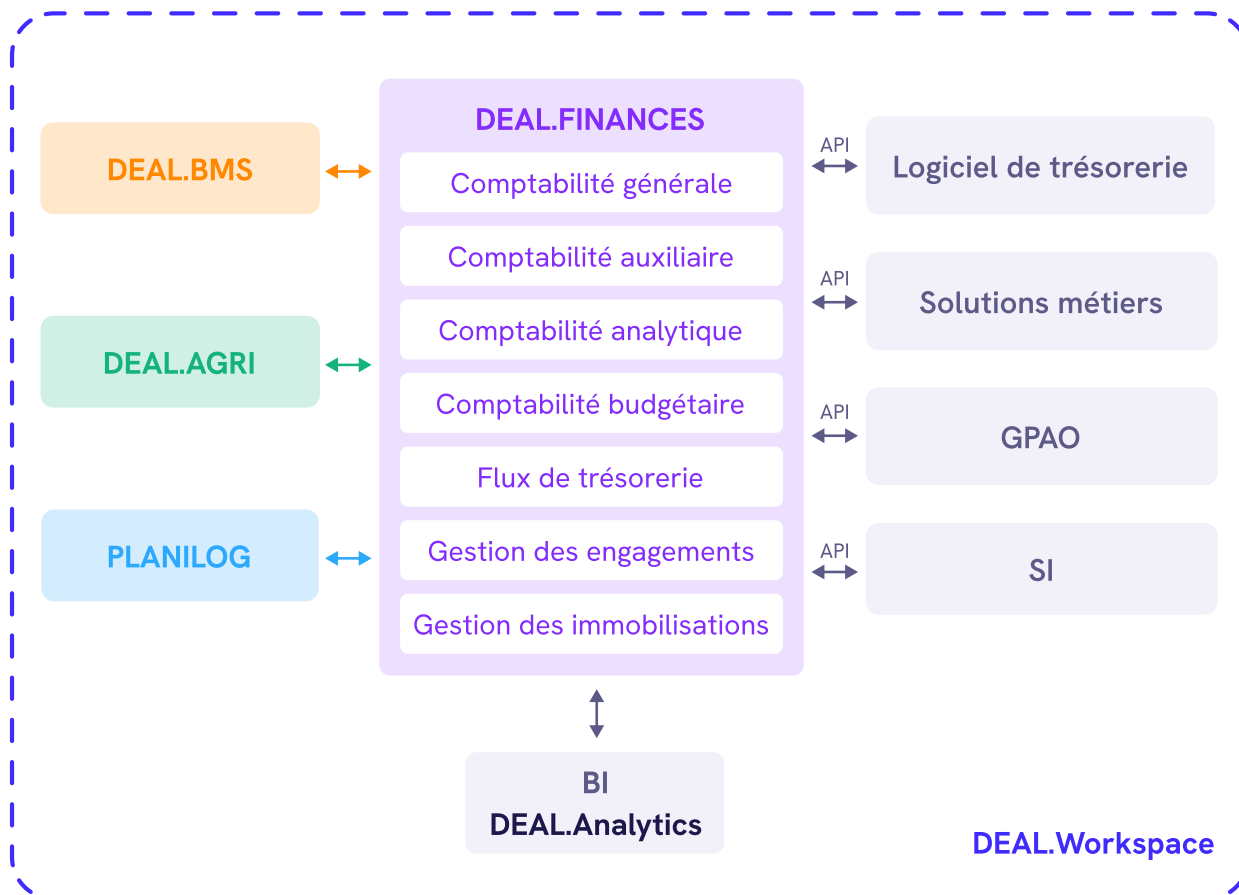 DEAL.BMS
DEAL.AGRI
PLANILOG
DEAL.FINANCES
Comptabilité générale
Comptabilité auxiliaire
Comptabilité analytique
Comptabilité budgétaire
Flux de trésorerie
Gestion des engagements
Gestion des immobilisations
API
Logiciel de trésorerie
API
Solutions métiers
API
GPAO
API
SI
BI
DEAL.Analytics
DEAL.Workspace